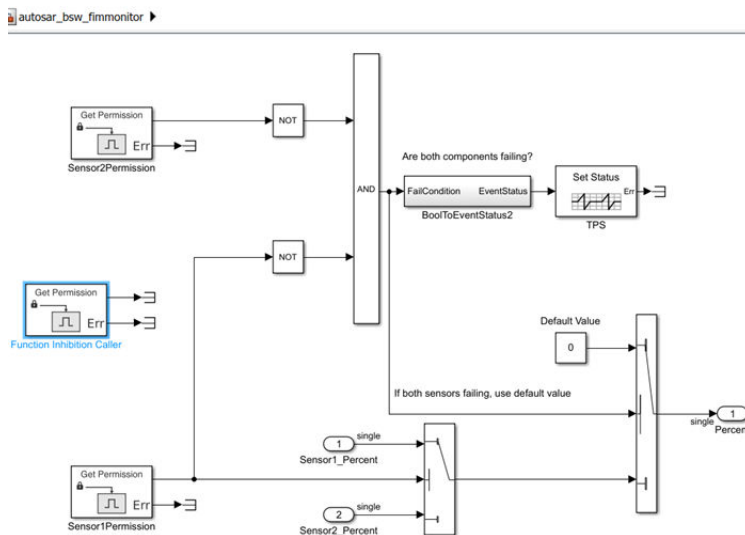 autosar_bsw_fimmonitor
Get Permission
Err
Sensor2Permission
NOT
AND
Are both components failing?
FailCondition EventStatus
BoolToEventStatus2
Set Status
Err
TPS
NOT
Get Permission
Err
Function Inhibition Caller
Default Value
0
If both sensors failing, use default value
1
single
Percent
1
single
Sensor1_Percent
Get Permission
Err
Sensor1Permission
2
single
Sensor2_Percent